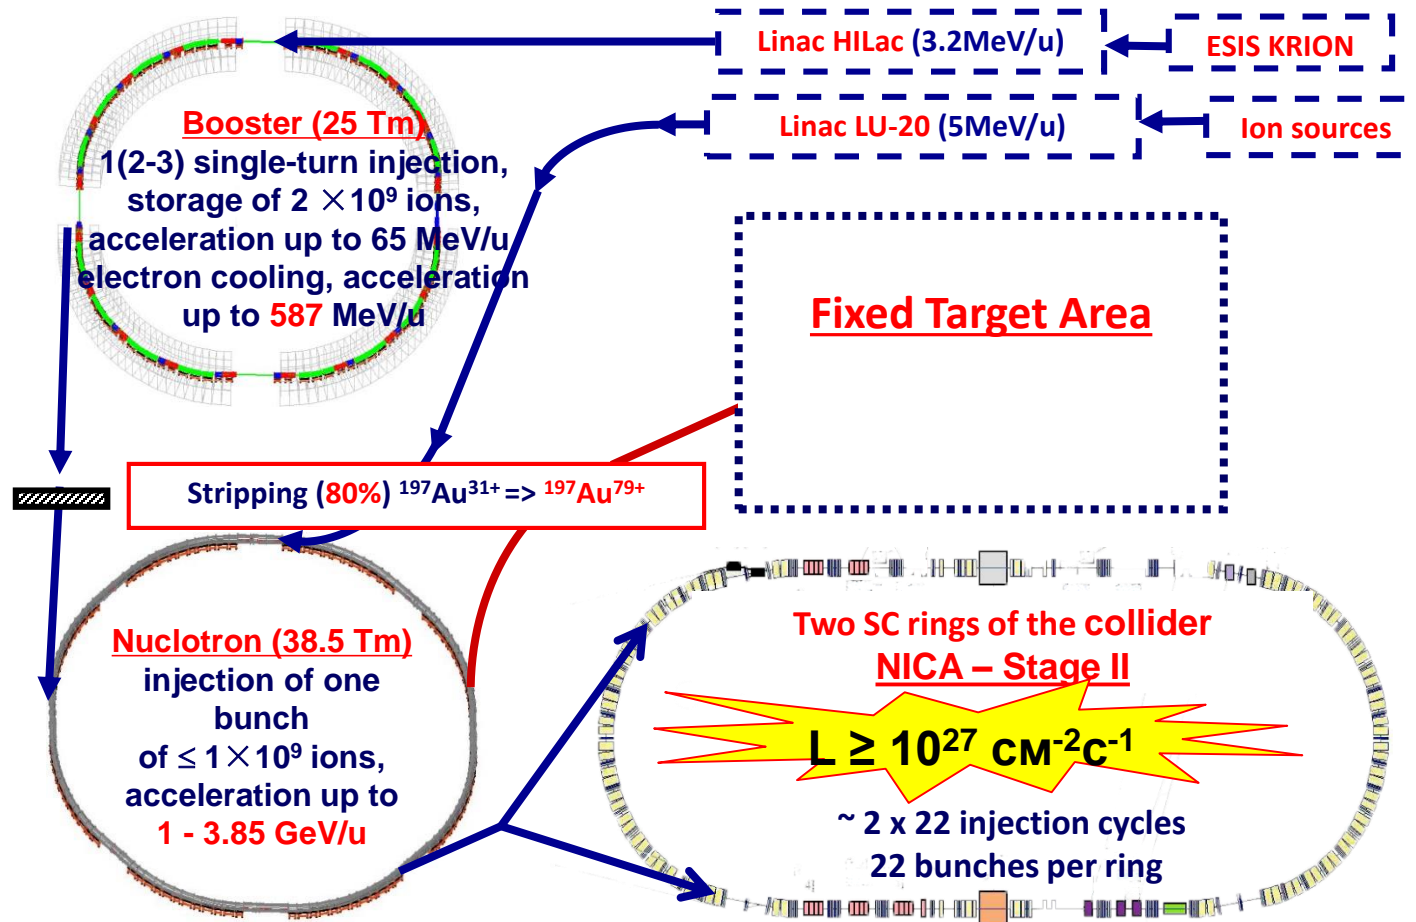 Linac HILac (3.2MeV/u)
ESIS KRION
Linac LU-20 (5MeV/u)
Ion sources
Booster (25 Tm)
1(2-3) single-turn injection,
storage of 2 ×10⁹ ions,
acceleration up to 65 MeV/u
electron cooling, acceleration
up to 587 MeV/u
Fixed Target Area
Stripping (80%) ¹⁹⁷Au³¹⁺ => ¹⁹⁷Au⁷⁹⁺
Nuclotron (38.5 Tm)
injection of one
bunch
of ≤ 1×10⁹ ions,
acceleration up to
1 - 3.85 GeV/u
Two SC rings of the collider
NICA – Stage II
L ≥ 10²⁷ см⁻²с⁻¹
~ 2 x 22 injection cycles
22 bunches per ring